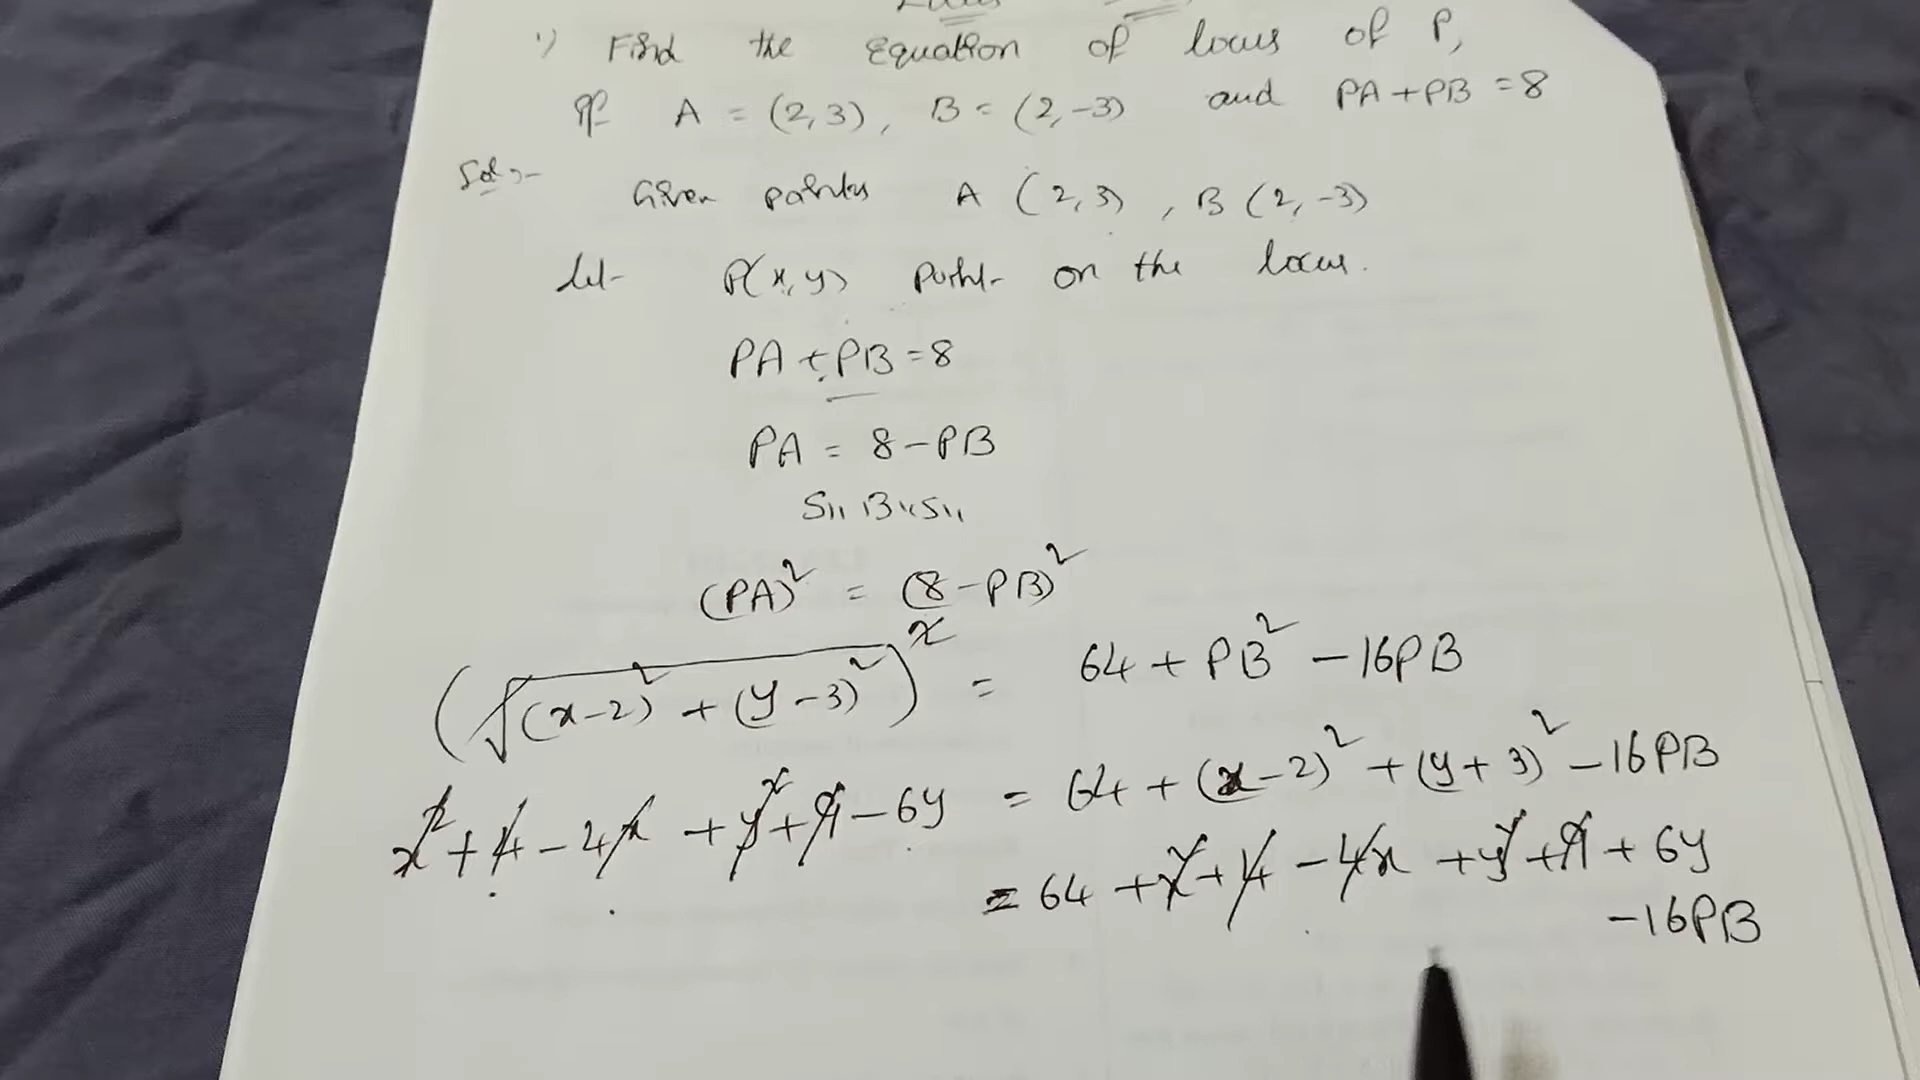 1) Find the Equation of locus of P,
if A = (2,3), B = (2,-3) and PA+PB = 8
Sol :- Given points A (2,3) , B (2,-3)
Let P(x,y) point on the locus.
PA + PB = 8
PA = 8 - PB
S.. B.. S..
(PA)² = (8 - PB)²
(√(x-2)² + (y-3)²)² = 64 + PB² - 16PB
x² + 4 - 4x + y² + 9 - 6y = 64 + (x-2)² + (y+3)² - 16PB
= 64 + x² + 4 - 4x + y² + 9 + 6y
- 16PB